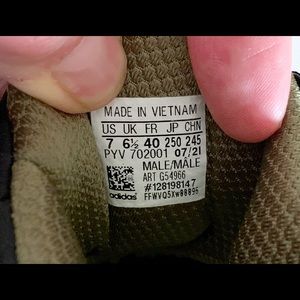 MADE IN VIETNAM
US UK FR JP CHN
7 6½ 40 250 245
PYV 702001 07/21
MALE/MÂLE
ART G54966
#128198147
adidas